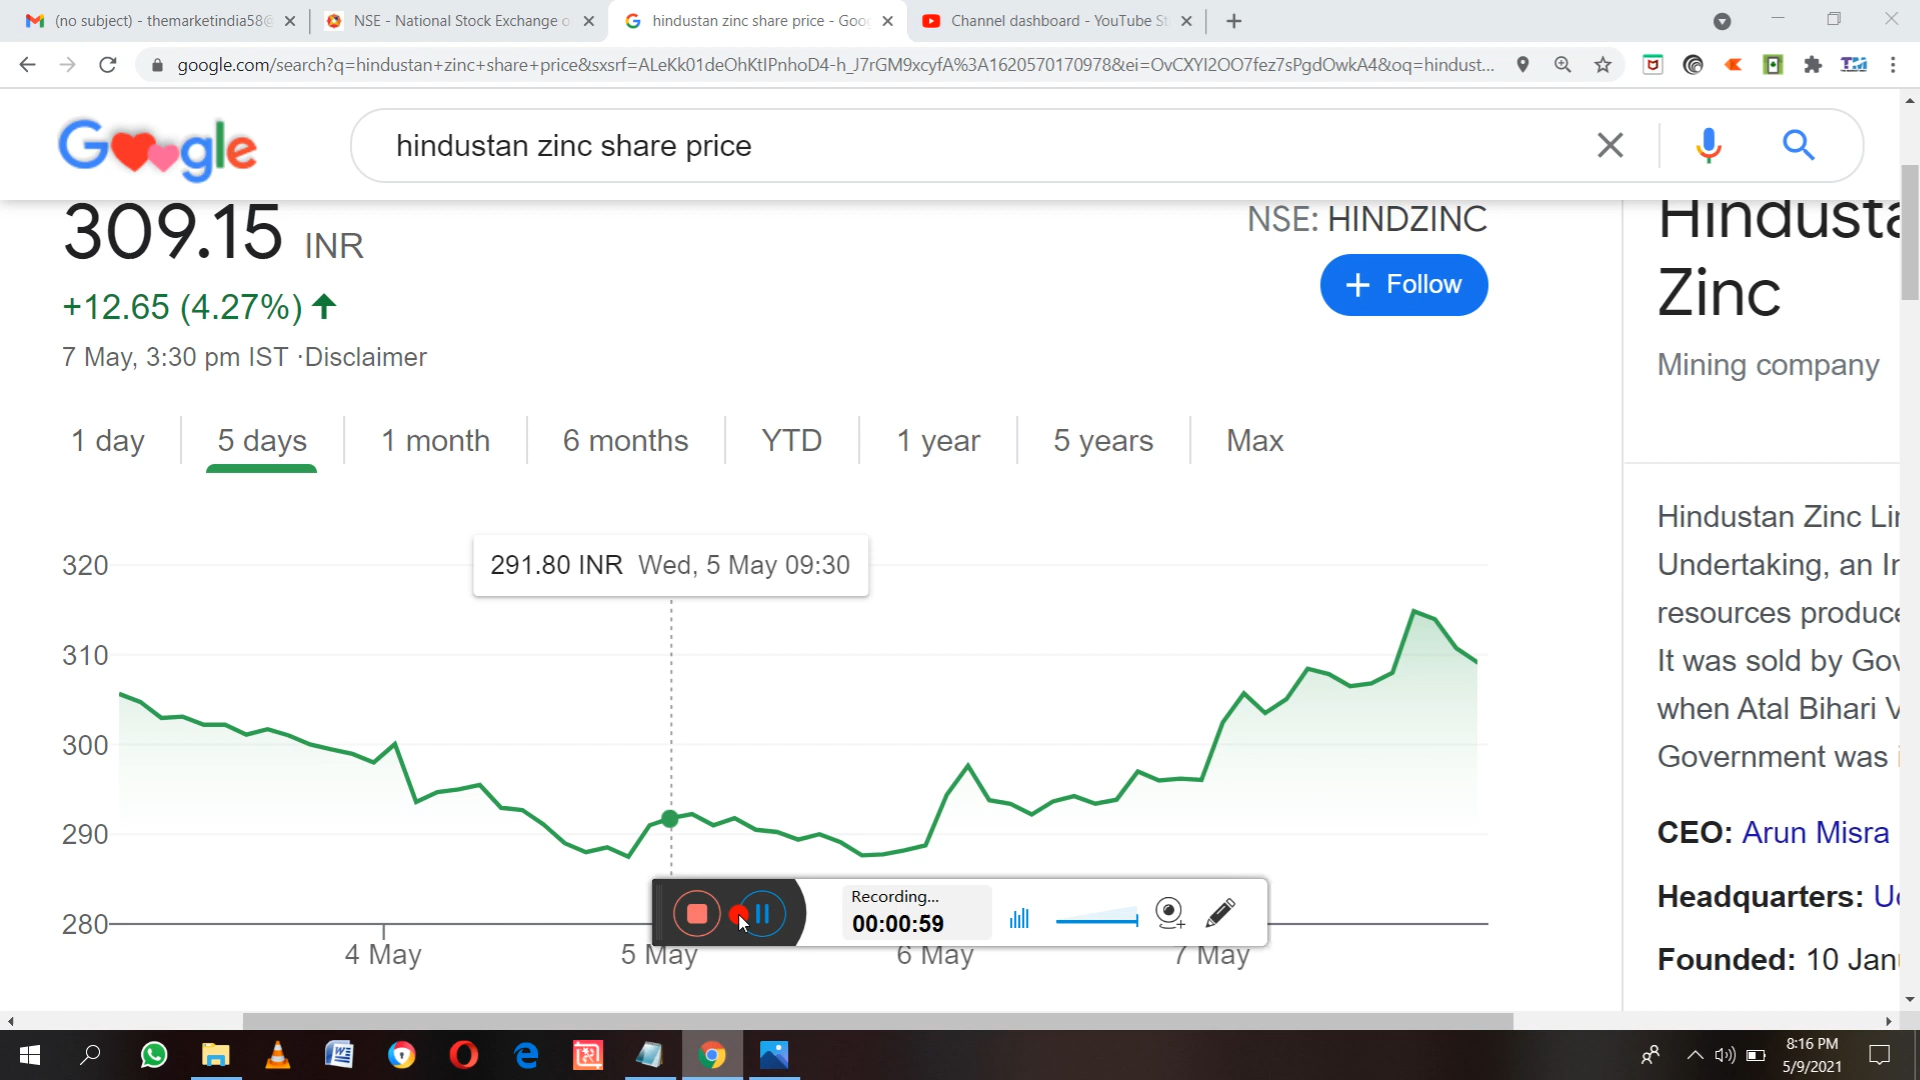 (no subject) - themarketindia58@
NSE - National Stock Exchange o
hindustan zinc share price - Goo
Channel dashboard - YouTube St
google.com/search?q=hindustan+zinc+share+price&sxsrf=ALeKk01deOhKtIPnhoD4-h_J7rGM9xcyfA%3A1620570170978&ei=OvCXYI2OO7fez7sPgdOwkA4&oq=hindust...
Google
hindustan zinc share price
309.15 INR
+12.65 (4.27%)
7 May, 3:30 pm IST ·Disclaimer
NSE: HINDZINC
+ Follow
1 day
5 days
1 month
6 months
YTD
1 year
5 years
Max
291.80 INR Wed, 5 May 09:30
320
310
300
290
280
4 May
5 May
6 May
7 May
Recording...
00:00:59
Hindusta
Zinc
Mining company
Hindustan Zinc Li
Undertaking, an I
resources produce
It was sold by Gov
when Atal Bihari V
Government was i
CEO: Arun Misra
Headquarters: U
Founded: 10 Jan
8:16 PM
5/9/2021